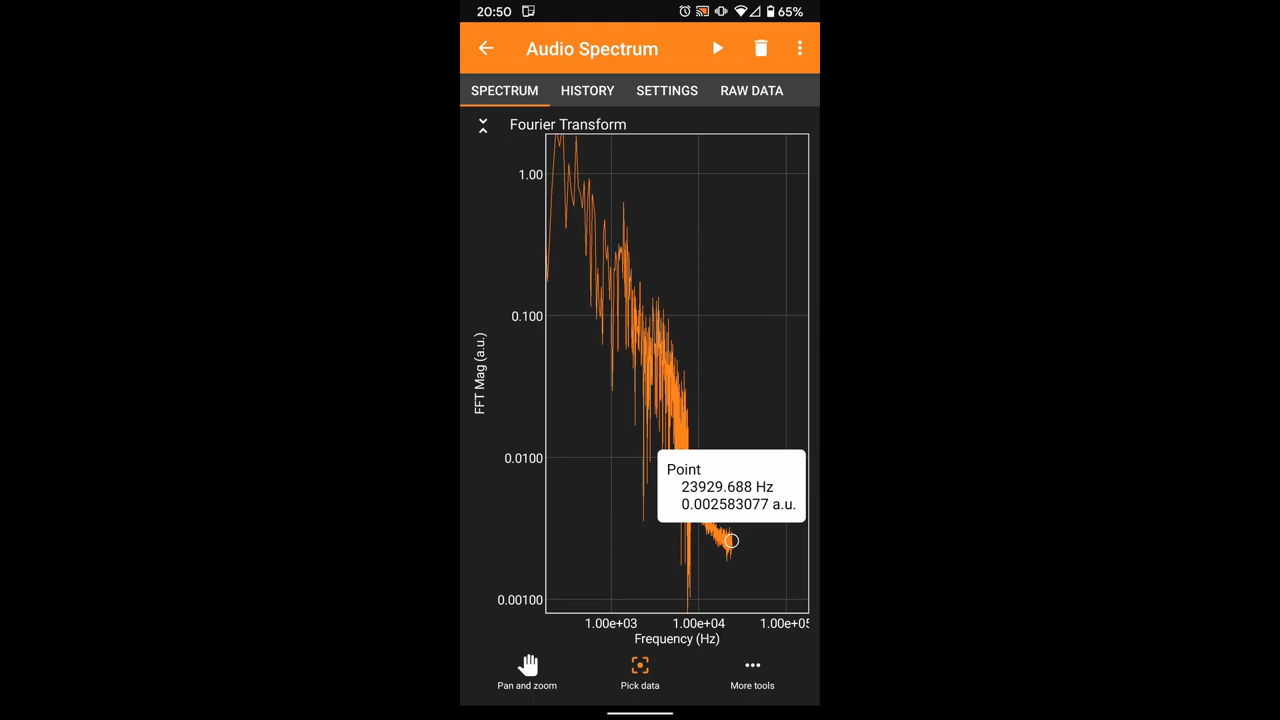 20:50 65%
Audio Spectrum
SPECTRUM HISTORY SETTINGS RAW DATA
Fourier Transform
1.00
0.100
0.0100
0.00100
FFT Mag (a.u.)
Point
23929.688 Hz
0.002583077 a.u.
1.00e+03 1.00e+04 1.00e+05
Frequency (Hz)
Pan and zoom Pick data More tools